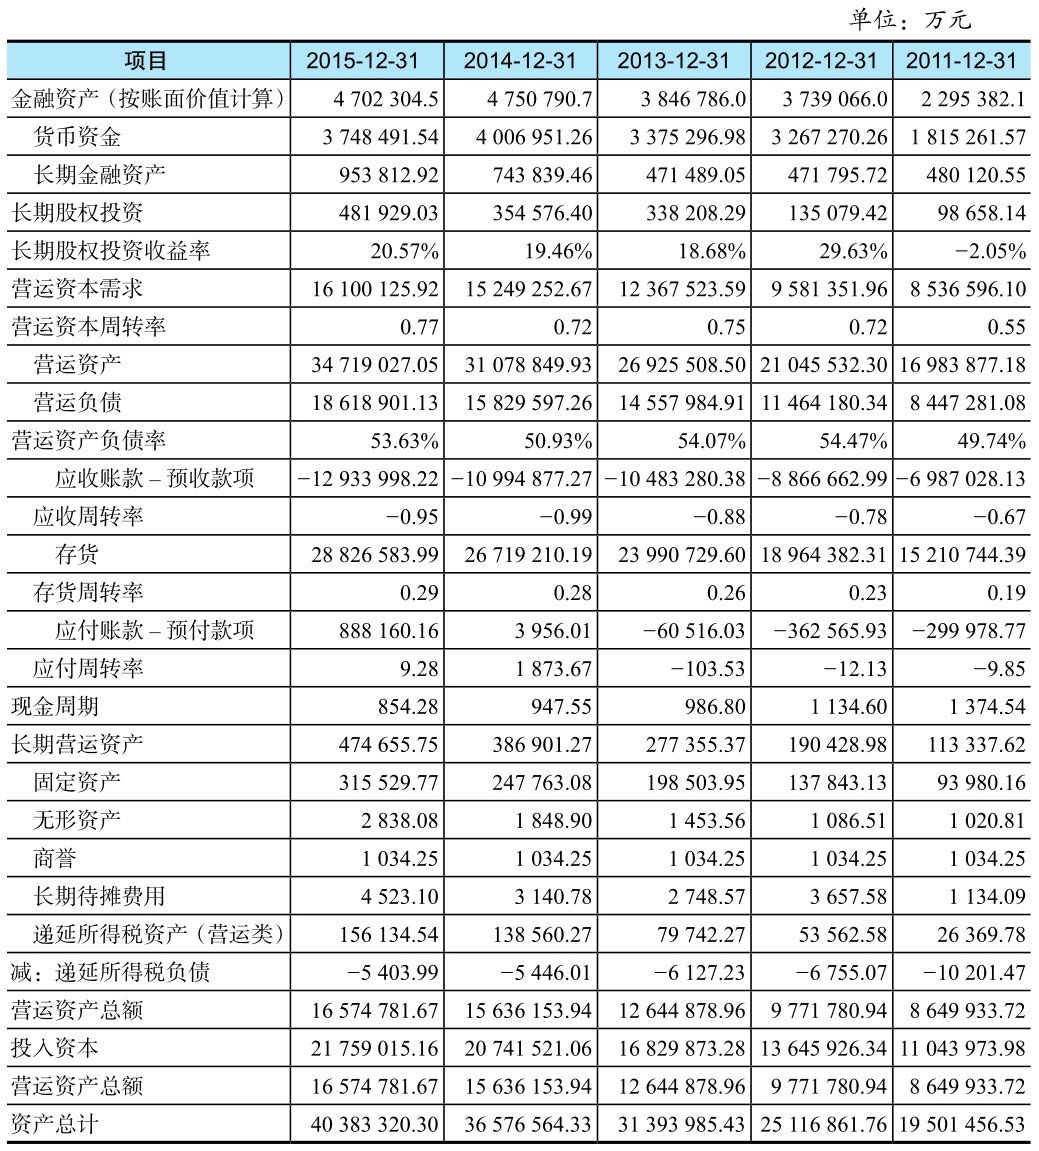 单位：万元
项目 2015-12-31 2014-12-31 2013-12-31 2012-12-31 2011-12-31
金融资产（按账面价值计算） 4 702 304.5 4 750 790.7 3 846 786.0 3 739 066.0 2 295 382.1
货币资金 3 748 491.54 4 006 951.26 3 375 296.98 3 267 270.26 1 815 261.57
长期金融资产 953 812.92 743 839.46 471 489.05 471 795.72 480 120.55
长期股权投资 481 929.03 354 576.40 338 208.29 135 079.42 98 658.14
长期股权投资收益率 20.57% 19.46% 18.68% 29.63% −2.05%
营运资本需求 16 100 125.92 15 249 252.67 12 367 523.59 9 581 351.96 8 536 596.10
营运资本周转率 0.77 0.72 0.75 0.72 0.55
营运资产 34 719 027.05 31 078 849.93 26 925 508.50 21 045 532.30 16 983 877.18
营运负债 18 618 901.13 15 829 597.26 14 557 984.91 11 464 180.34 8 447 281.08
营运资产负债率 53.63% 50.93% 54.07% 54.47% 49.74%
应收账款 – 预收款项 −12 933 998.22 −10 994 877.27 −10 483 280.38 −8 866 662.99 −6 987 028.13
应收周转率 −0.95 −0.99 −0.88 −0.78 −0.67
存货 28 826 583.99 26 719 210.19 23 990 729.60 18 964 382.31 15 210 744.39
存货周转率 0.29 0.28 0.26 0.23 0.19
应付账款 – 预付款项 888 160.16 3 956.01 −60 516.03 −362 565.93 −299 978.77
应付周转率 9.28 1 873.67 −103.53 −12.13 −9.85
现金周期 854.28 947.55 986.80 1 134.60 1 374.54
长期营运资产 474 655.75 386 901.27 277 355.37 190 428.98 113 337.62
固定资产 315 529.77 247 763.08 198 503.95 137 843.13 93 980.16
无形资产 2 838.08 1 848.90 1 453.56 1 086.51 1 020.81
商誉 1 034.25 1 034.25 1 034.25 1 034.25 1 034.25
长期待摊费用 4 523.10 3 140.78 2 748.57 3 657.58 1 134.09
递延所得税资产（营运类） 156 134.54 138 560.27 79 742.27 53 562.58 26 369.78
减：递延所得税负债 −5 403.99 −5 446.01 −6 127.23 −6 755.07 −10 201.47
营运资产总额 16 574 781.67 15 636 153.94 12 644 878.96 9 771 780.94 8 649 933.72
投入资本 21 759 015.16 20 741 521.06 16 829 873.28 13 645 926.34 11 043 973.98
营运资产总额 16 574 781.67 15 636 153.94 12 644 878.96 9 771 780.94 8 649 933.72
资产总计 40 383 320.30 36 576 564.33 31 393 985.43 25 116 861.76 19 501 456.53